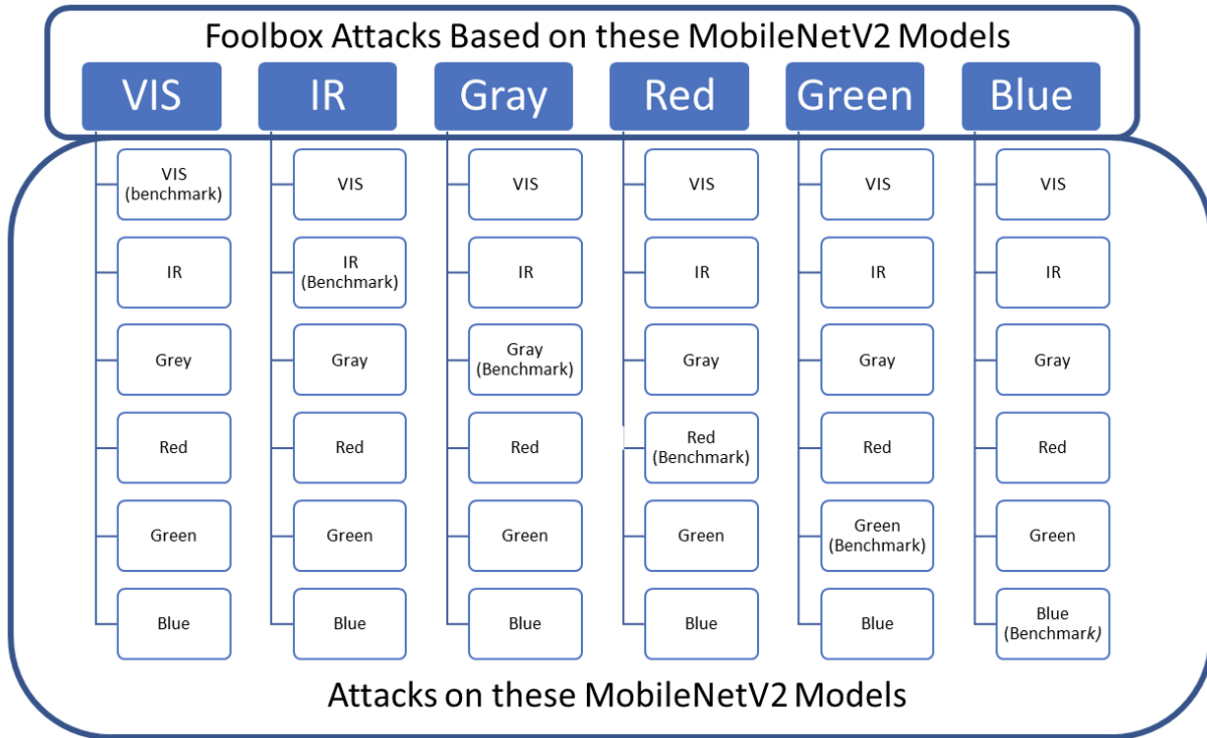 Foolbox Attacks Based on these MobileNetV2 Models
VIS
IR
Gray
Red
Green
Blue
VIS
(benchmark)
IR
Grey
Red
Green
Blue
VIS
IR
(Benchmark)
Gray
Red
Green
Blue
VIS
IR
Gray
(Benchmark)
Red
Green
Blue
VIS
IR
Gray
Red
(Benchmark)
Green
Blue
VIS
IR
Gray
Red
Green
(Benchmark)
Blue
VIS
IR
Gray
Red
Green
Blue
(Benchmark)
Attacks on these MobileNetV2 Models